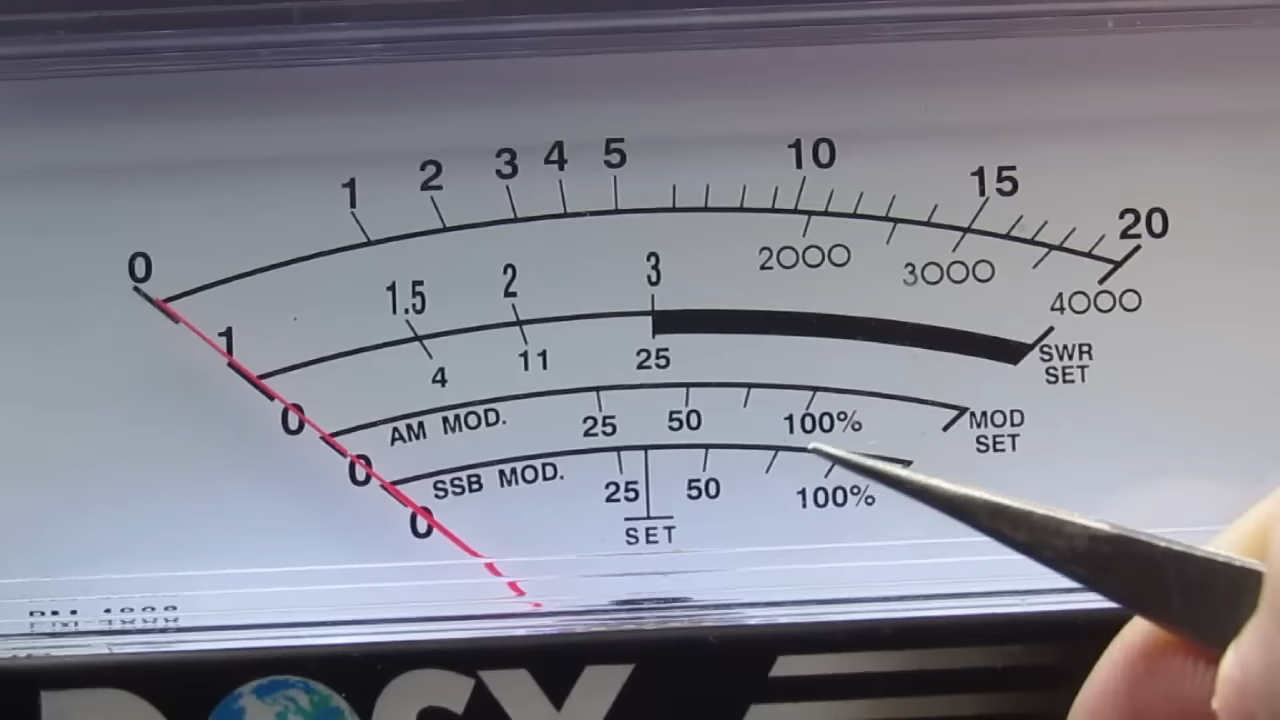 0 1 2 3 4 5 10 15 20
2000 3000 4000
1 1.5 2 3 SWR SET
4 11 25
0 AM MOD. 25 50 100% MOD SET
0 SSB MOD. 25 50 100%
0 SET